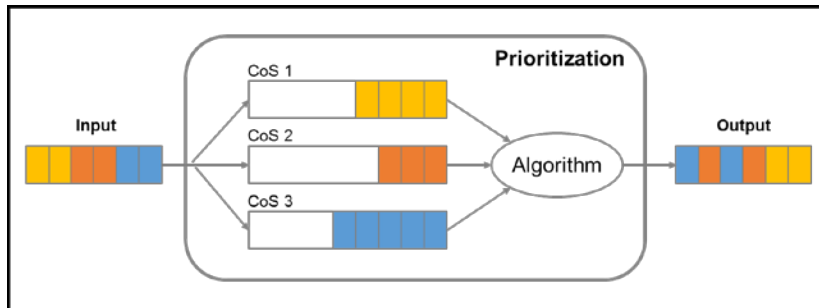 Prioritization
CoS 1
Input
CoS 2
Algorithm
Output
CoS 3